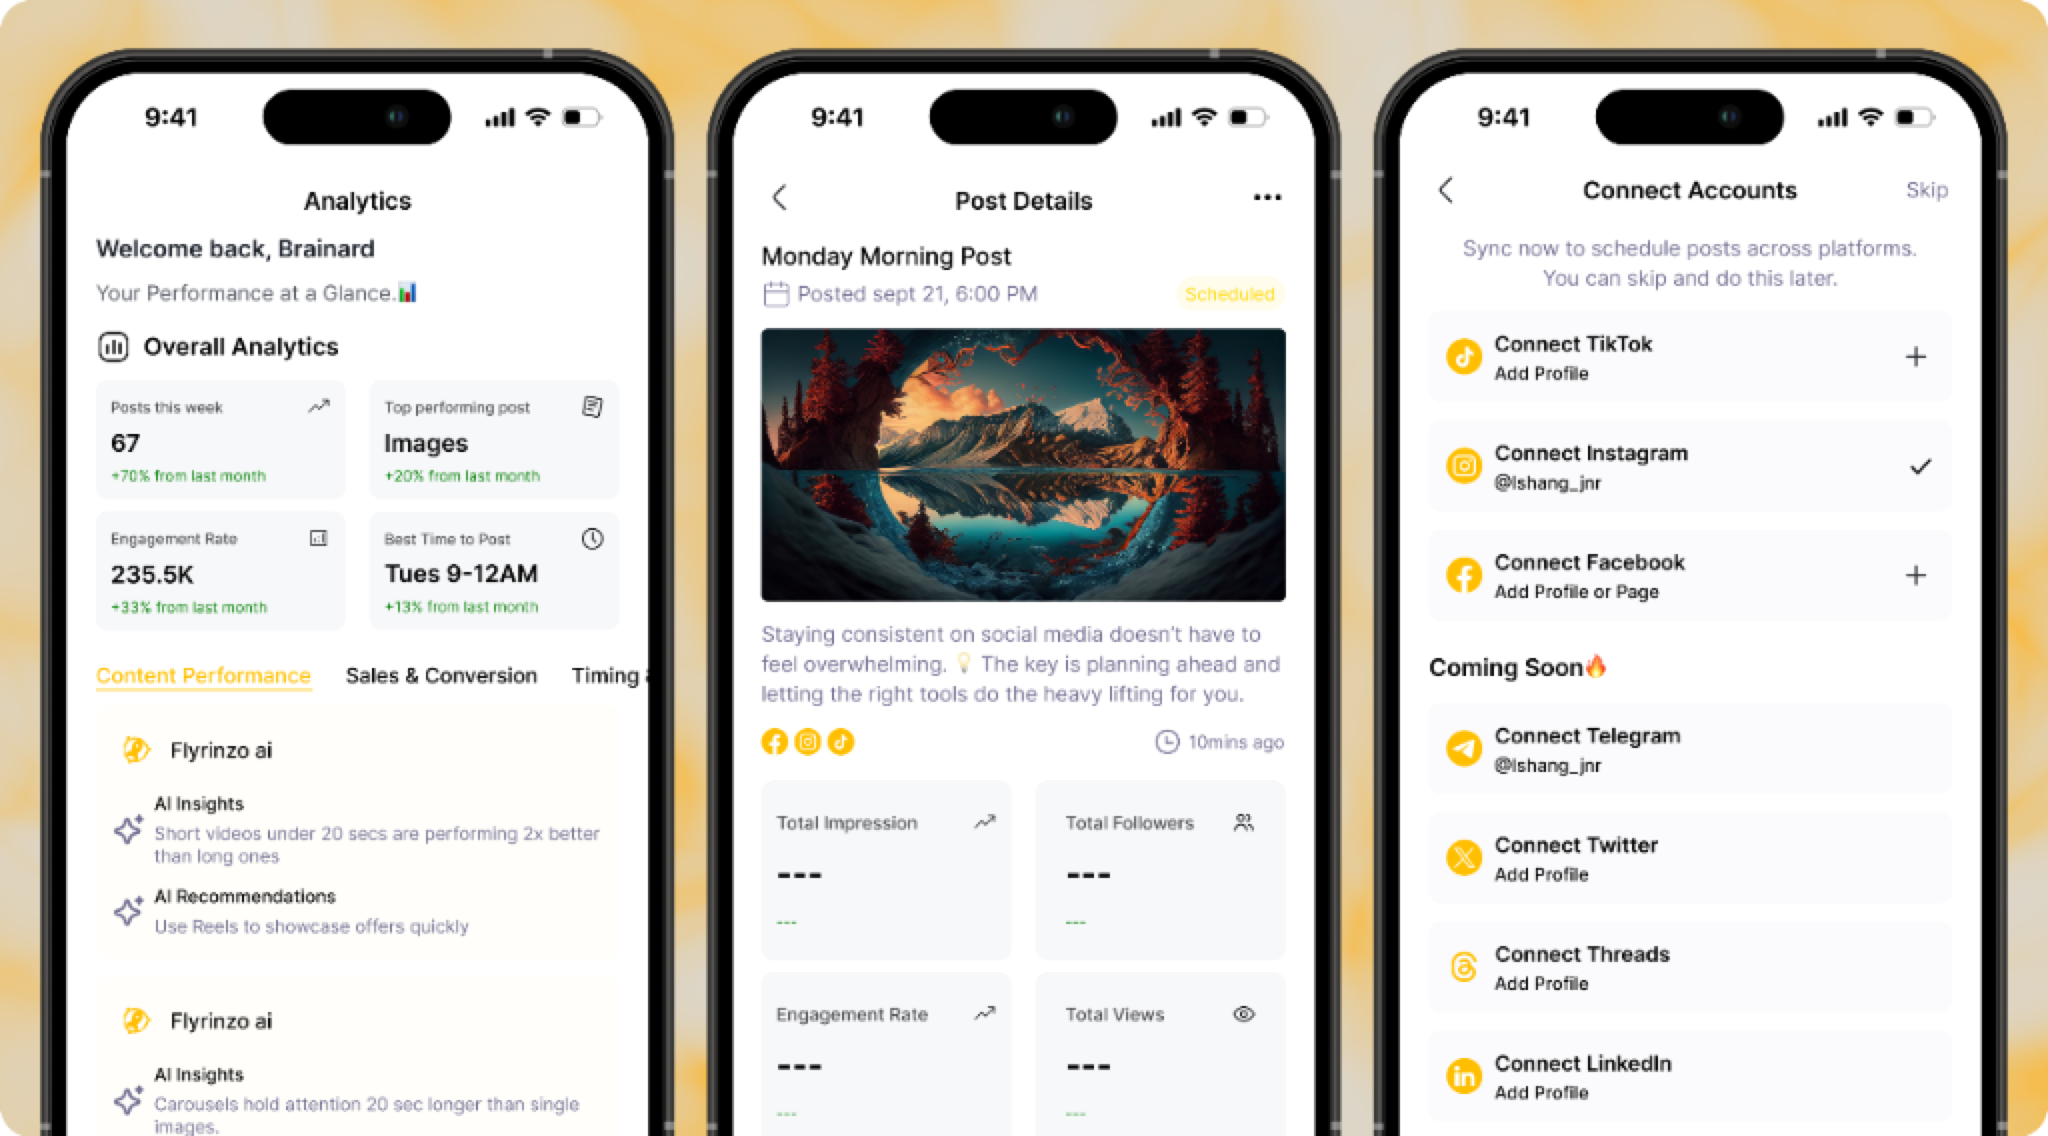 9:41
Analytics
Welcome back, Brainard
Your Performance at a Glance.📊
Overall Analytics
Posts this week
67
+70% from last month
Top performing post
Images
+20% from last month
Engagement Rate
235.5K
+33% from last month
Best Time to Post
Tues 9-12AM
+13% from last month
Content Performance
Sales & Conversion
Timing
Flyrinzo ai
AI Insights
Short videos under 20 secs are performing 2x better
than long ones
AI Recommendations
Use Reels to showcase offers quickly
Flyrinzo ai
AI Insights
Carousels hold attention 20 sec longer than single
images.
9:41
Post Details
Monday Morning Post
Posted sept 21, 6:00 PM
Scheduled
Staying consistent on social media doesn't have to
feel overwhelming. 💡 The key is planning ahead and
letting the right tools do the heavy lifting for you.
10mins ago
Total Impression
---
---
Total Followers
---
---
Engagement Rate
---
---
Total Views
---
---
9:41
Connect Accounts
Skip
Sync now to schedule posts across platforms.
You can skip and do this later.
Connect TikTok
Add Profile
Connect Instagram
@Ishang_jnr
Connect Facebook
Add Profile or Page
Coming Soon🔥
Connect Telegram
@Ishang_jnr
Connect Twitter
Add Profile
Connect Threads
Add Profile
Connect LinkedIn
Add Profile